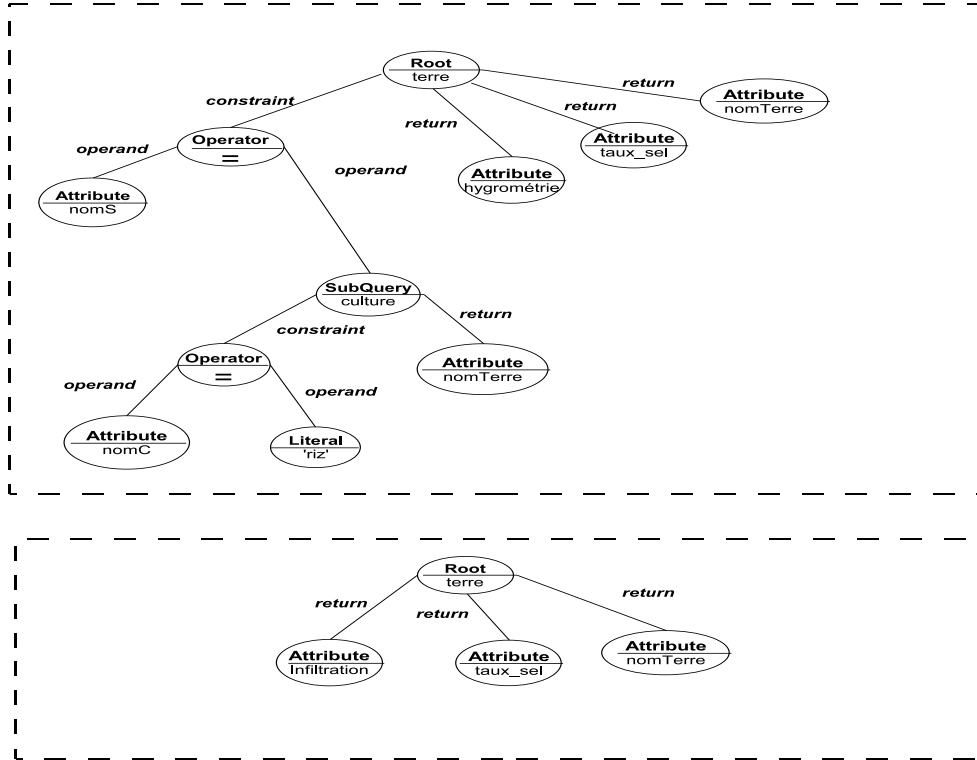 Root
terre
return
constraint
Attribute
nomTerre
return
return
Operator
=
operand
operand
Attribute
taux_sel
Attribute
hygrométrie
Attribute
nomS
SubQuery
culture
return
constraint
Operator
=
Attribute
nomTerre
operand
operand
Attribute
nomC
Literal
'riz'
Root
terre
return
return
return
Attribute
Infiltration
Attribute
taux_sel
Attribute
nomTerre